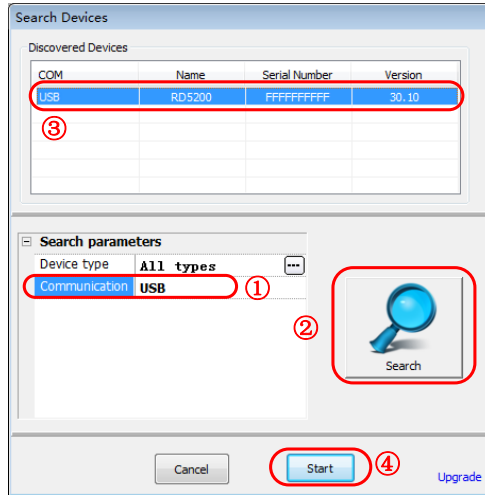 Search Devices
Discovered Devices
COM Name Serial Number Version
USB RD5200 FFFFFFFFFF 30.10
③
Search parameters
Device type All types ...
Communication USB ①
②
Search
Cancel Start ④
Upgrade